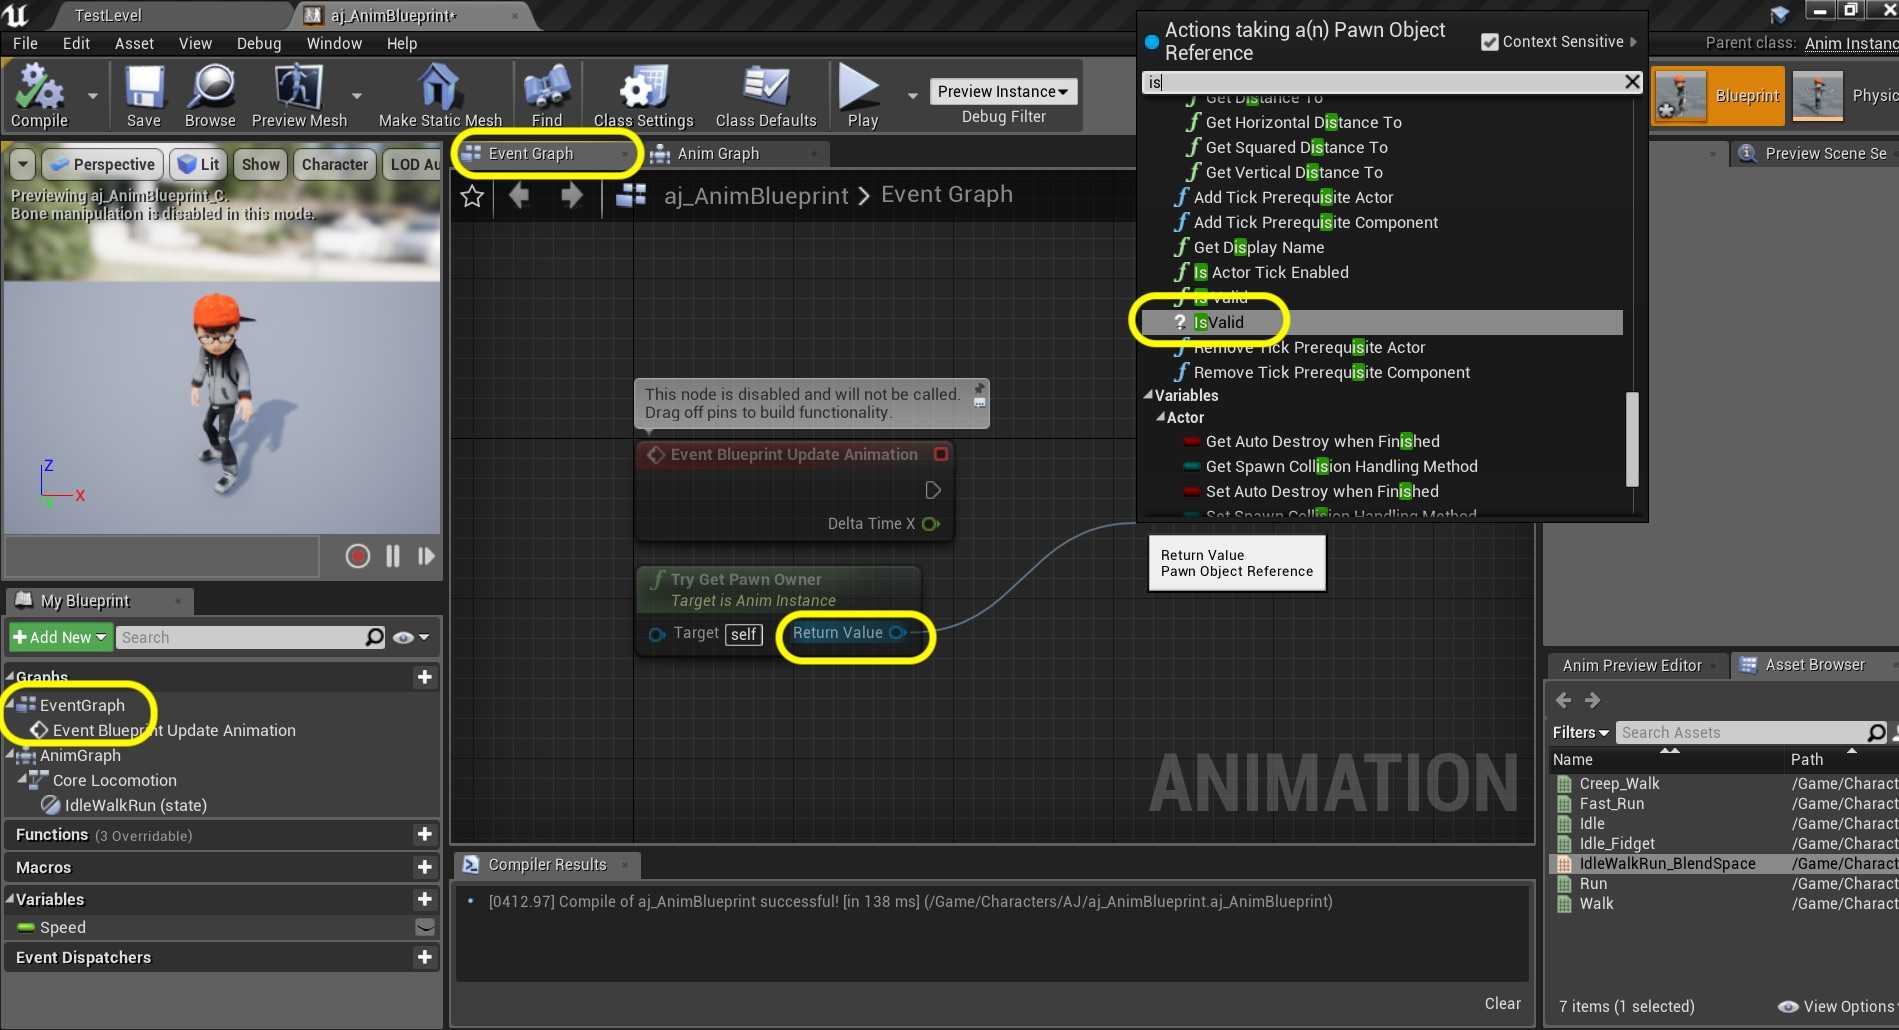 TestLevel
aj_AnimBlueprint*
File Edit Asset View Debug Window Help
Parent class: Anim Instanc
Compile
Save
Browse
Preview Mesh
Make Static Mesh
Find
Class Settings
Class Defaults
Play
Preview Instance
Debug Filter
Blueprint
Physic
Actions taking a(n) Pawn Object
Reference
Context Sensitive
is
Get Distance To
Get Horizontal Distance To
Get Squared Distance To
Get Vertical Distance To
Add Tick Prerequisite Actor
Add Tick Prerequisite Component
Get Display Name
Is Actor Tick Enabled
Is Valid
IsValid
Remove Tick Prerequisite Actor
Remove Tick Prerequisite Component
Variables
Actor
Get Auto Destroy when Finished
Get Spawn Collision Handling Method
Set Auto Destroy when Finished
Set Spawn Collision Handling Method
Event Graph
Anim Graph
Preview Scene Se
Perspective
Lit
Show
Character
LOD Au
Previewing aj_AnimBlueprint_C.
Bone manipulation is disabled in this mode.
Z
X
aj_AnimBlueprint > Event Graph
This node is disabled and will not be called.
Drag off pins to build functionality.
Event Blueprint Update Animation
Delta Time X
Try Get Pawn Owner
Target is Anim Instance
Target self
Return Value
Return Value
Pawn Object Reference
ANIMATION
My Blueprint
Add New
Search
Graphs
EventGraph
Event Blueprint Update Animation
AnimGraph
Core Locomotion
IdleWalkRun (state)
Functions (3 Overridable)
Macros
Variables
Speed
Event Dispatchers
Compiler Results
[0412.97] Compile of aj_AnimBlueprint successful! [in 138 ms] (/Game/Characters/AJ/aj_AnimBlueprint.aj_AnimBlueprint)
Clear
Anim Preview Editor
Asset Browser
Filters
Search Assets
Name Path
Creep_Walk /Game/Charact
Fast_Run /Game/Charact
Idle /Game/Charact
Idle_Fidget /Game/Charact
IdleWalkRun_BlendSpace /Game/Charact
Run /Game/Charact
Walk /Game/Charact
7 items (1 selected)
View Options